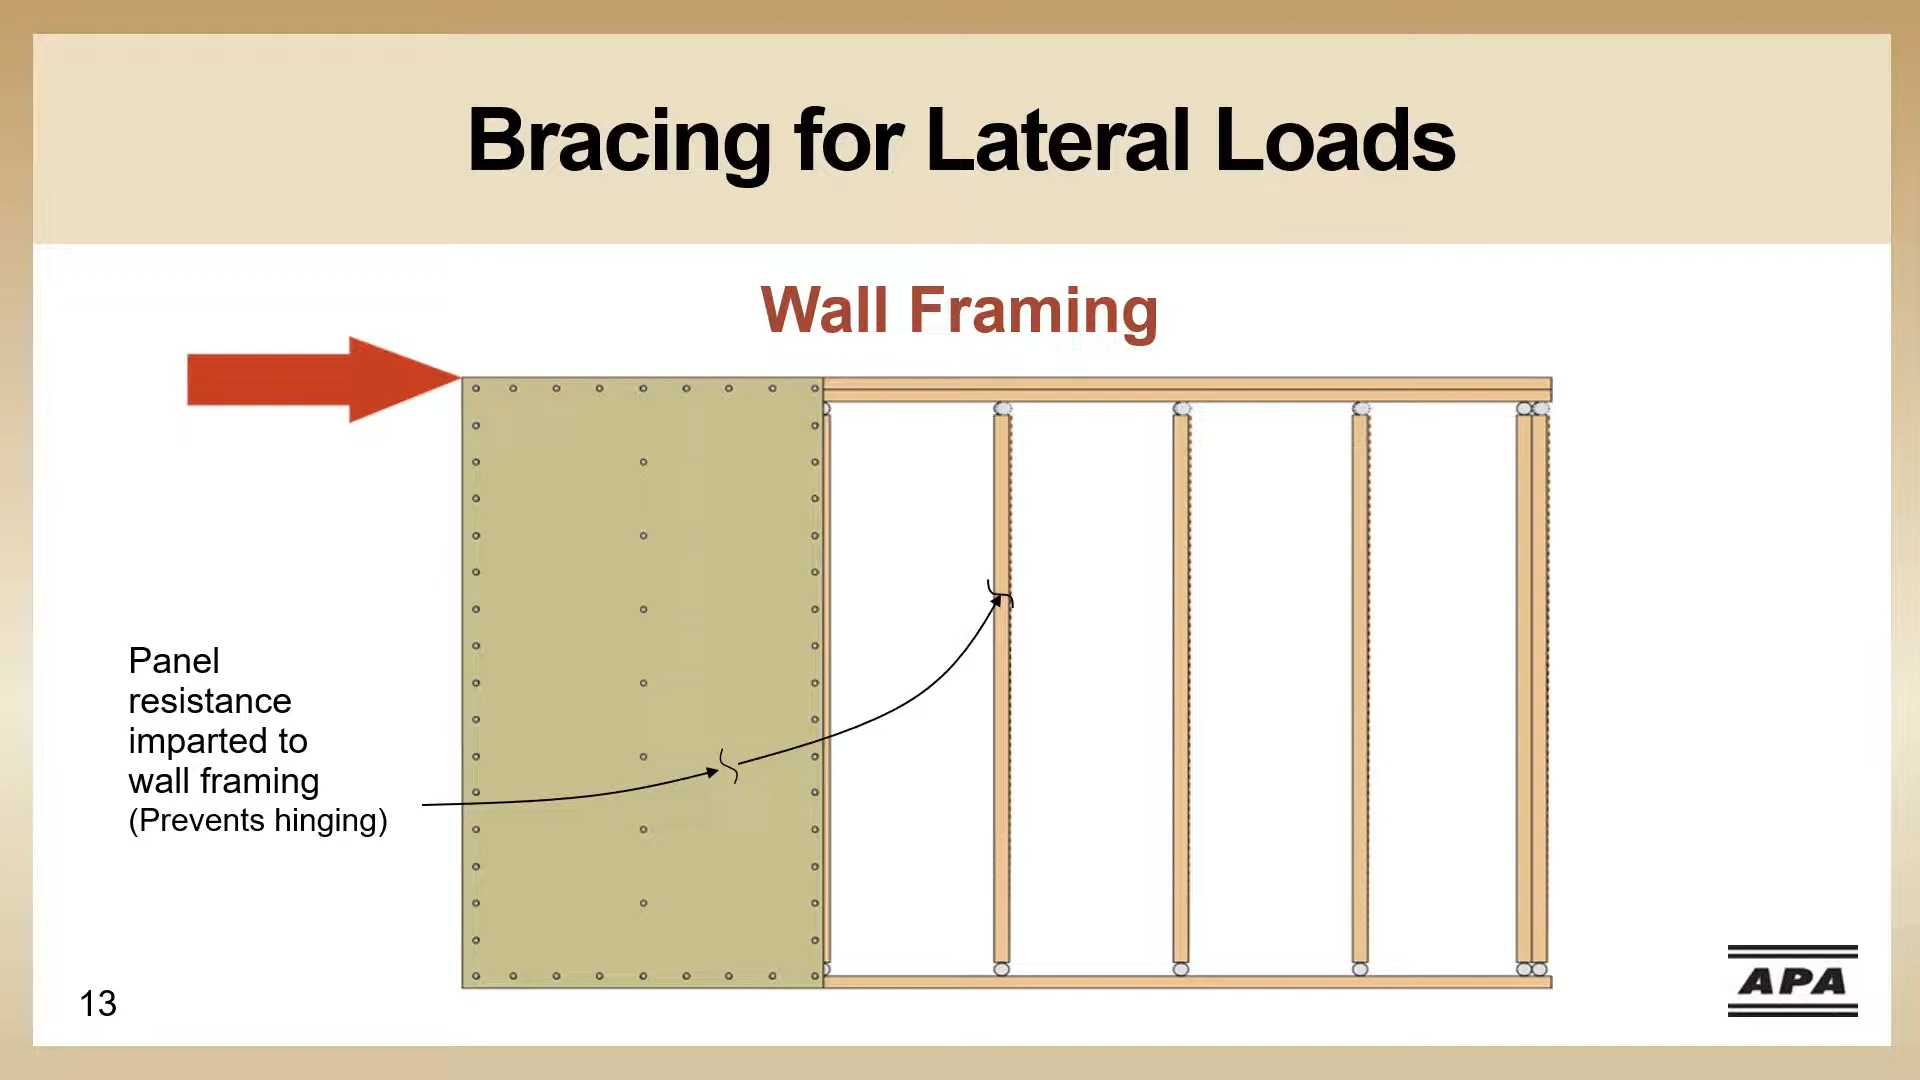 Bracing for Lateral Loads
Wall Framing
Panel
resistance
imparted to
wall framing
(Prevents hinging)
13
APA